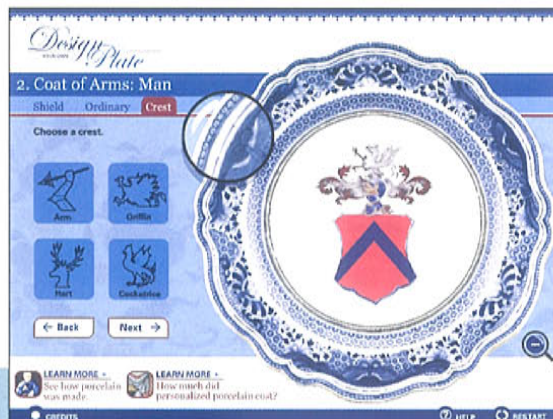 Design
Plate
2. Coat of Arms: Man
Shield Ordinary Crest
Choose a crest.
Arm
Griffin
Hart
Cockatrice
← Back
Next →
LEARN MORE
See how porcelain
was made.
LEARN MORE
How much did
personalized porcelain cost?
CREDITS
? HELP
RESTART